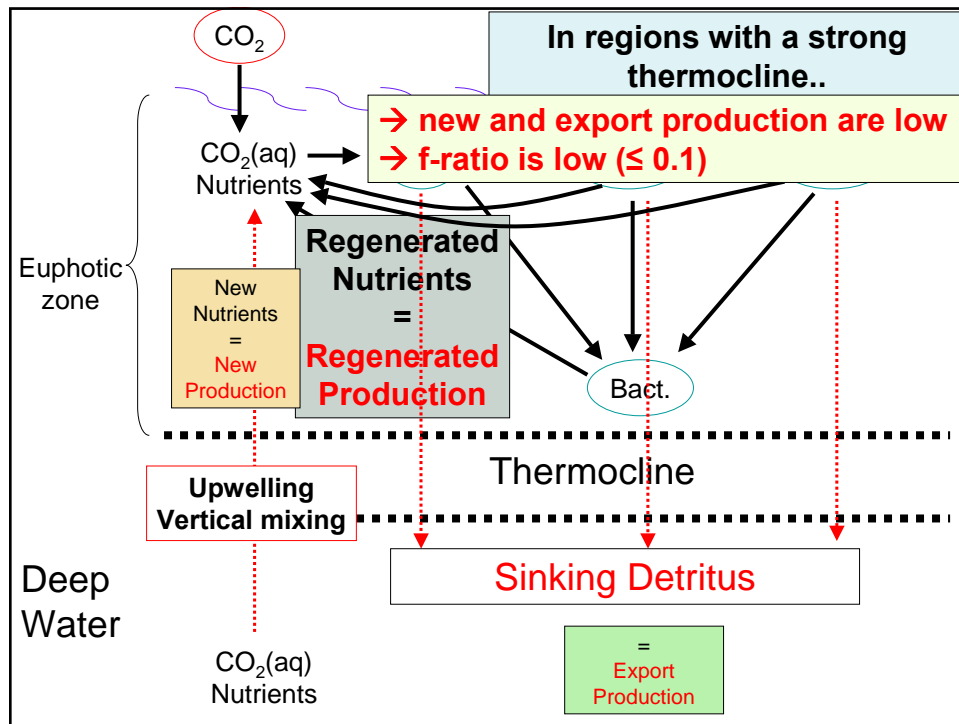 CO₂
In regions with a strong
thermocline..
→ new and export production are low
→ f-ratio is low (≤ 0.1)
CO₂(aq)
Nutrients
Euphotic
zone
New
Nutrients
=
New
Production
Regenerated
Nutrients
=
Regenerated
Production
Bact.
Thermocline
Upwelling
Vertical mixing
Sinking Detritus
Deep
Water
CO₂(aq)
Nutrients
=
Export
Production